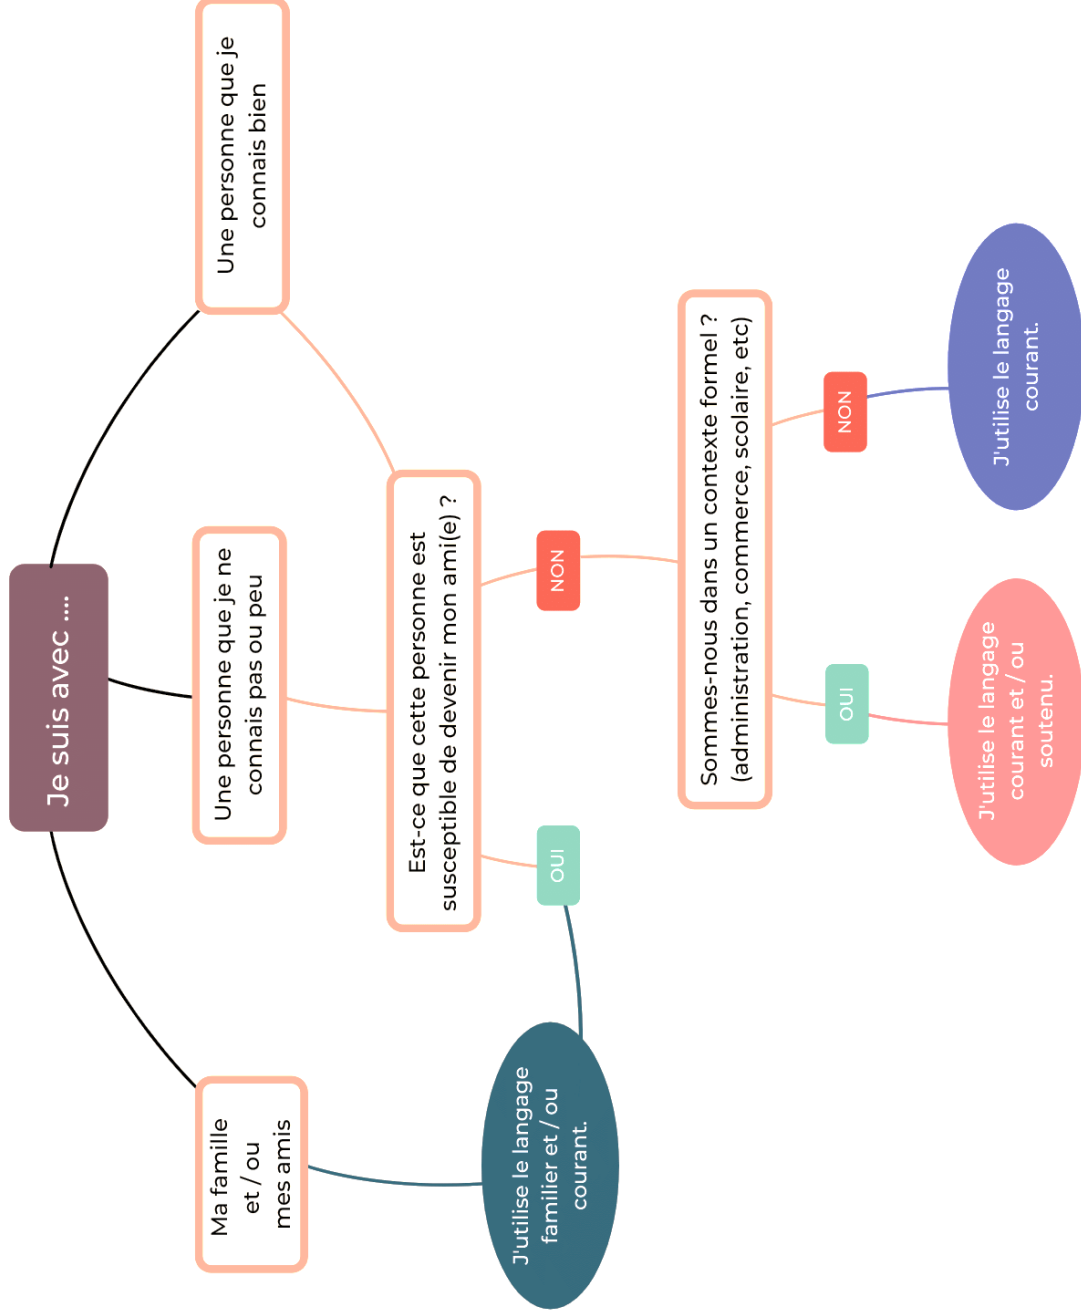 Je suis avec ....
Ma famille
et / ou
mes amis
Une personne que je ne
connais pas ou peu
Une personne que je
connais bien
Est-ce que cette personne est
susceptible de devenir mon ami(e) ?
OUI
NON
J'utilise le langage
familier et / ou
courant.
Sommes-nous dans un contexte formel ?
(administration, commerce, scolaire, etc)
OUI
NON
J'utilise le langage
courant et / ou
soutenu.
J'utilise le langage
courant.